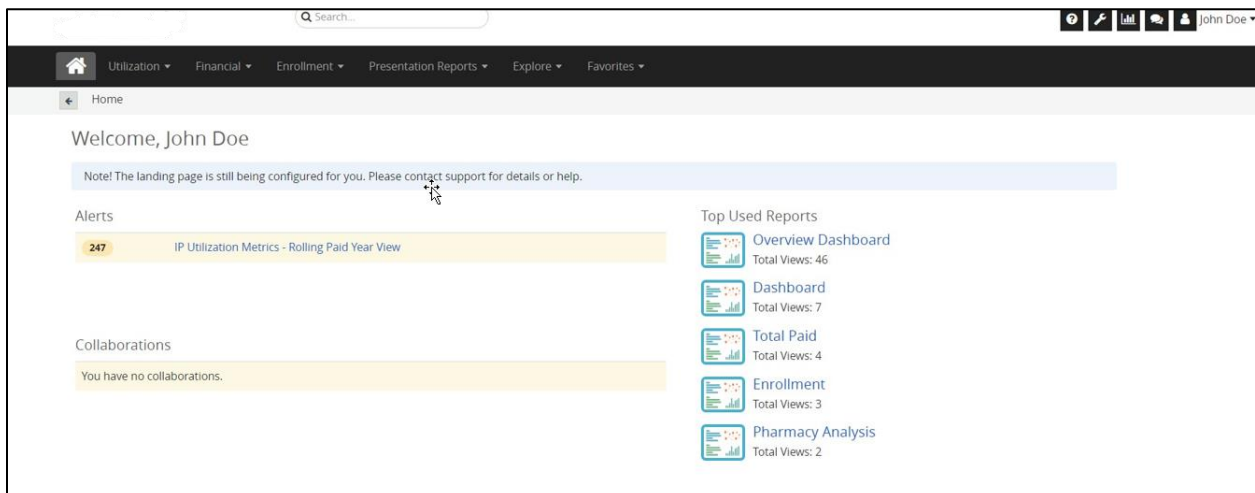 Search...
John Doe
Utilization
Financial
Enrollment
Presentation Reports
Explore
Favorites
Home
Welcome, John Doe
Note! The landing page is still being configured for you. Please contact support for details or help.
Alerts
247 IP Utilization Metrics - Rolling Paid Year View
Collaborations
You have no collaborations.
Top Used Reports
Overview Dashboard
Total Views: 46
Dashboard
Total Views: 7
Total Paid
Total Views: 4
Enrollment
Total Views: 3
Pharmacy Analysis
Total Views: 2